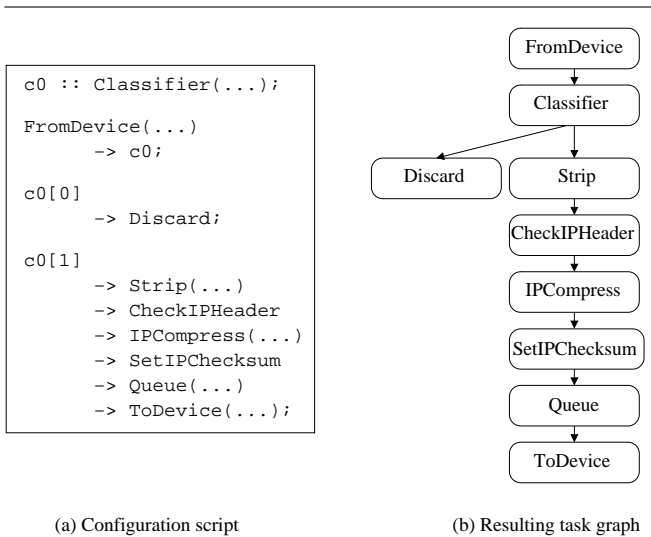 c0 :: Classifier(...);
FromDevice(...)
-> c0;
c0[0]
-> Discard;
c0[1]
-> Strip(...)
-> CheckIPHeader
-> IPCompress(...)
-> SetIPChecksum
-> Queue(...)
-> ToDevice(...);
(a) Configuration script
FromDevice
Classifier
Discard
Strip
CheckIPHeader
IPCompress
SetIPChecksum
Queue
ToDevice
(b) Resulting task graph